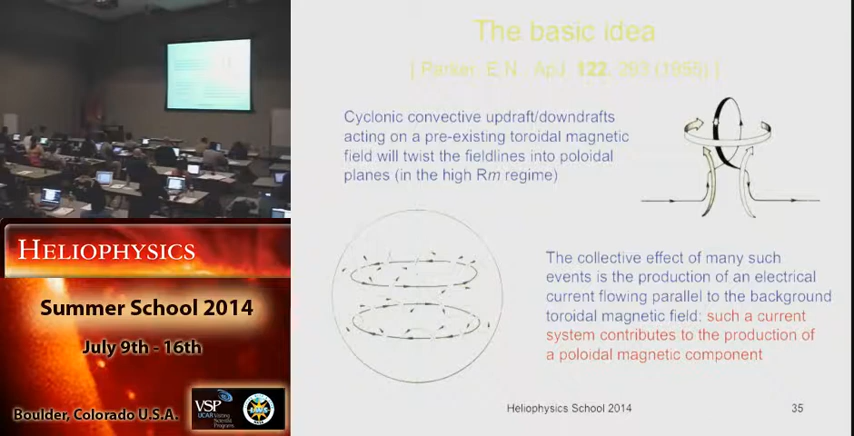 The basic idea
[ Parker, E.N., ApJ, 122, 293 (1955) ]
Cyclonic convective updraft/downdrafts
acting on a pre-existing toroidal magnetic
field will twist the fieldlines into poloidal
planes (in the high Rm regime)
The collective effect of many such
events is the production of an electrical
current flowing parallel to the background
toroidal magnetic field: such a current
system contributes to the production of
a poloidal magnetic component
Heliophysics School 2014
35
HELIOPHYSICS
Summer School 2014
July 9th - 16th
Boulder, Colorado U.S.A.
VSP
UCAR Visiting
Scientist
Programs